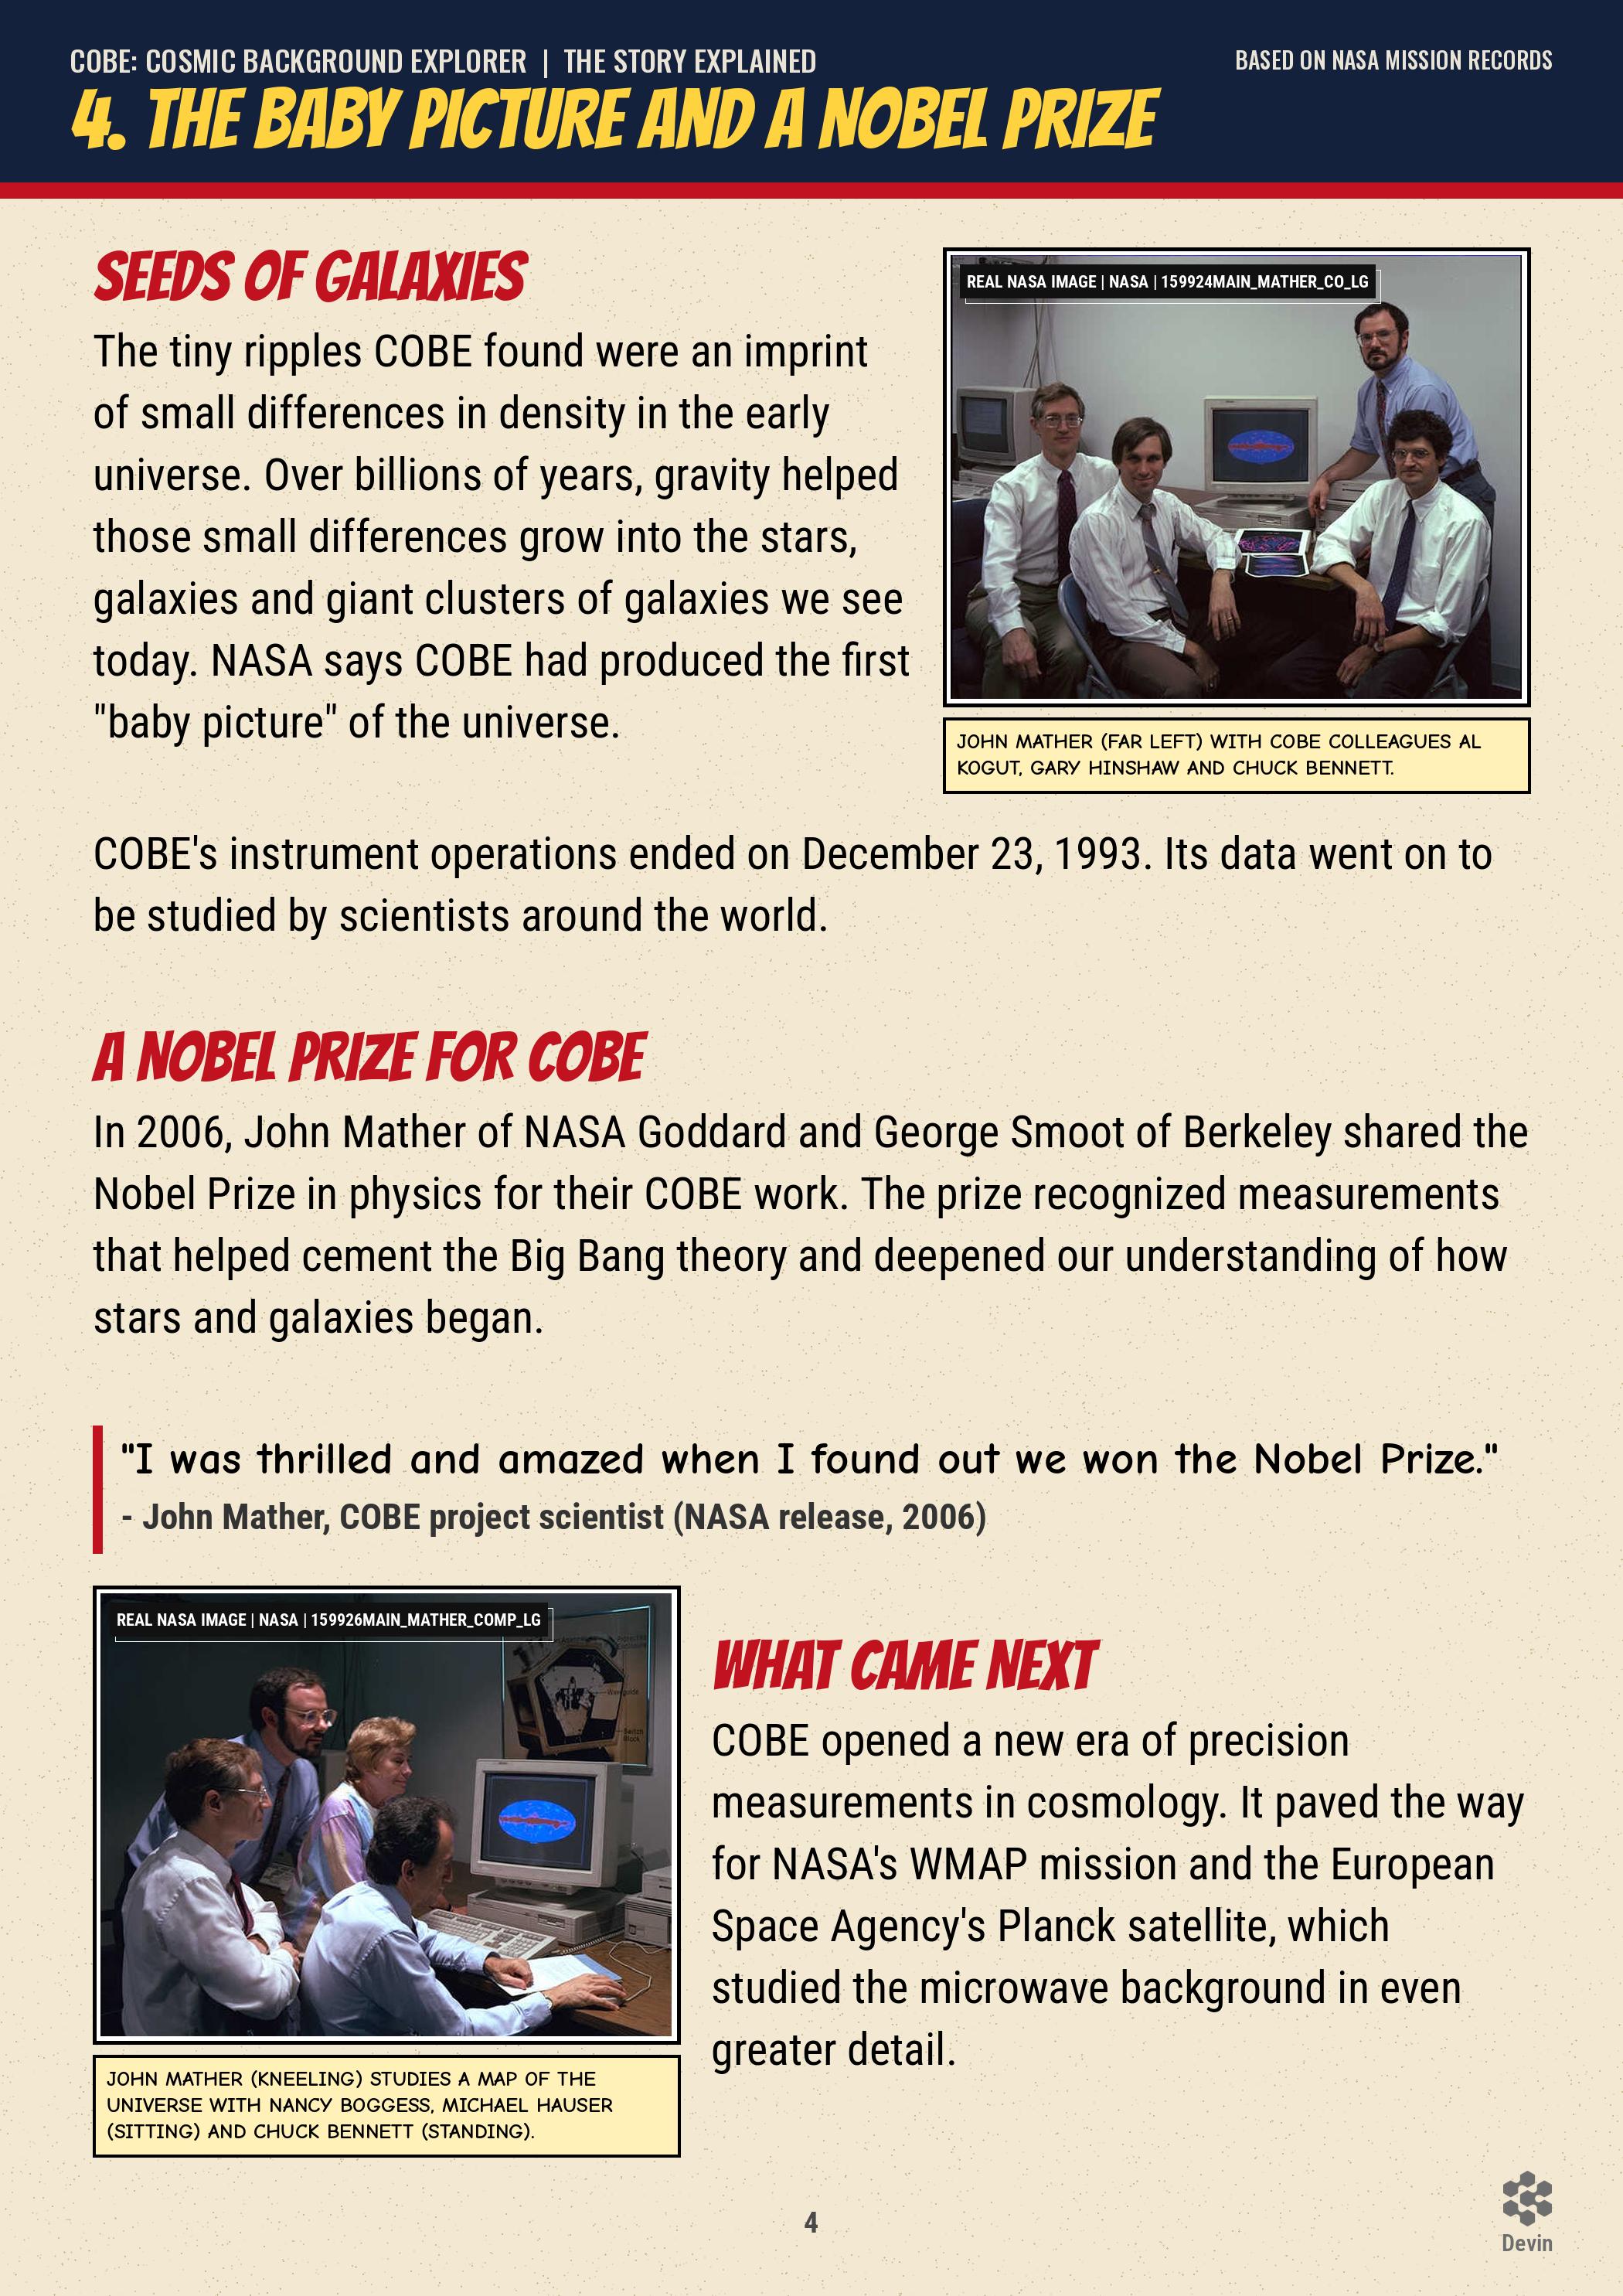 COBE: COSMIC BACKGROUND EXPLORER | THE STORY EXPLAINED
BASED ON NASA MISSION RECORDS
4. THE BABY PICTURE AND A NOBEL PRIZE
SEEDS OF GALAXIES
The tiny ripples COBE found were an imprint
of small differences in density in the early
universe. Over billions of years, gravity helped
those small differences grow into the stars,
galaxies and giant clusters of galaxies we see
today. NASA says COBE had produced the first
"baby picture" of the universe.
REAL NASA IMAGE | NASA | 159924MAIN_MATHER_CO_LG
JOHN MATHER (FAR LEFT) WITH COBE COLLEAGUES AL
KOGUT, GARY HINSHAW AND CHUCK BENNETT.
COBE's instrument operations ended on December 23, 1993. Its data went on to
be studied by scientists around the world.
A NOBEL PRIZE FOR COBE
In 2006, John Mather of NASA Goddard and George Smoot of Berkeley shared the
Nobel Prize in physics for their COBE work. The prize recognized measurements
that helped cement the Big Bang theory and deepened our understanding of how
stars and galaxies began.
"I was thrilled and amazed when I found out we won the Nobel Prize."
- John Mather, COBE project scientist (NASA release, 2006)
REAL NASA IMAGE | NASA | 159926MAIN_MATHER_COMP_LG
JOHN MATHER (KNEELING) STUDIES A MAP OF THE
UNIVERSE WITH NANCY BOGGESS, MICHAEL HAUSER
(SITTING) AND CHUCK BENNETT (STANDING).
WHAT CAME NEXT
COBE opened a new era of precision
measurements in cosmology. It paved the way
for NASA's WMAP mission and the European
Space Agency's Planck satellite, which
studied the microwave background in even
greater detail.
4
Devin